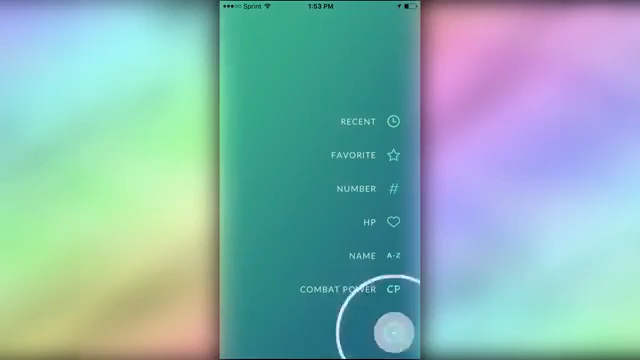 Sprint 1:53 PM
RECENT
FAVORITE
NUMBER #
HP
NAME A-Z
COMBAT POWER CP